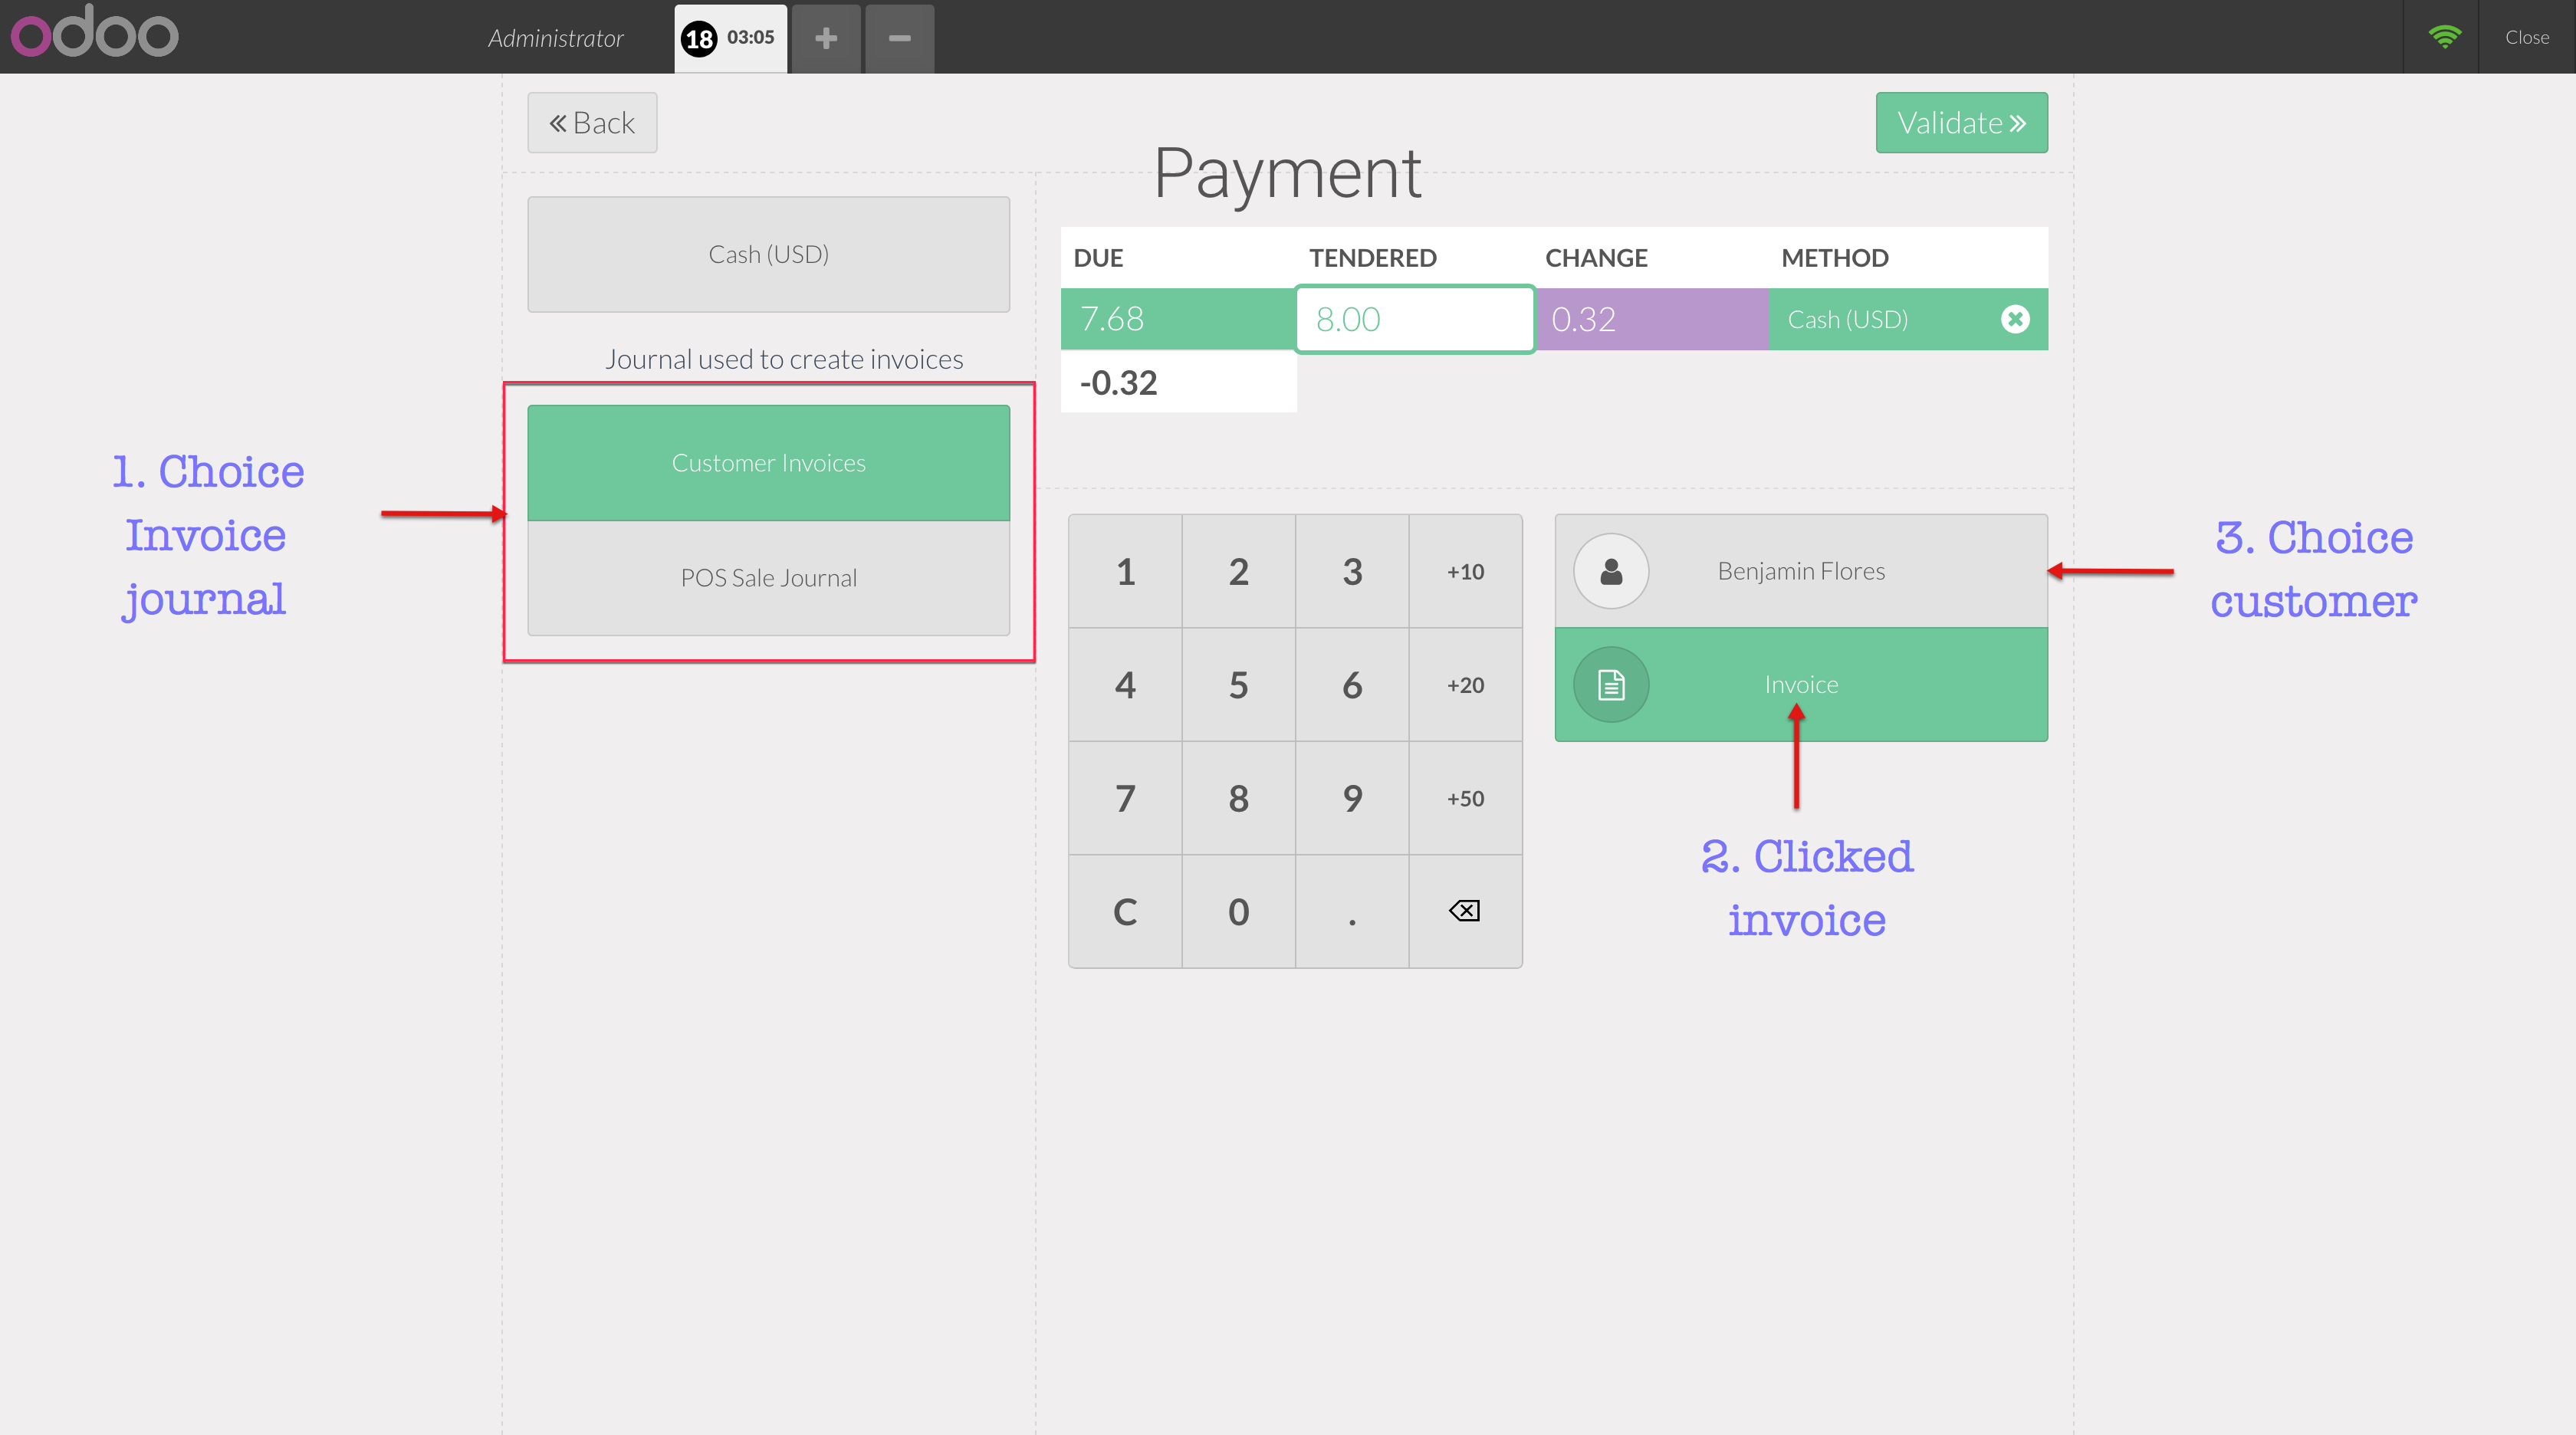 odoo
Administrator
18 03:05
Close
Back
Validate
Payment
Cash (USD)
DUE TENDERED CHANGE METHOD
7.68 8.00 0.32 Cash (USD)
-0.32
Journal used to create invoices
Customer Invoices
POS Sale Journal
1. Choice
Invoice
journal
1 2 3 +10
4 5 6 +20
7 8 9 +50
C 0 .
Benjamin Flores
Invoice
3. Choice
customer
2. Clicked
invoice